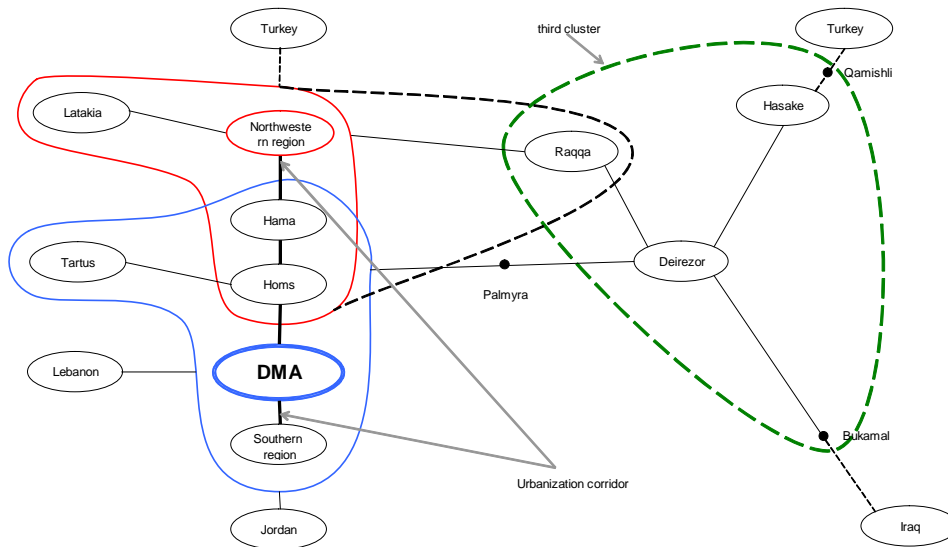 Turkey
third cluster
Turkey
Qamishli
Latakia
Hasake
Northweste
rn region
Raqqa
Hama
Tartus
Homs
Deirezor
Palmyra
Lebanon
DMA
Southern
region
Bukamal
Urbanization corridor
Jordan
Iraq